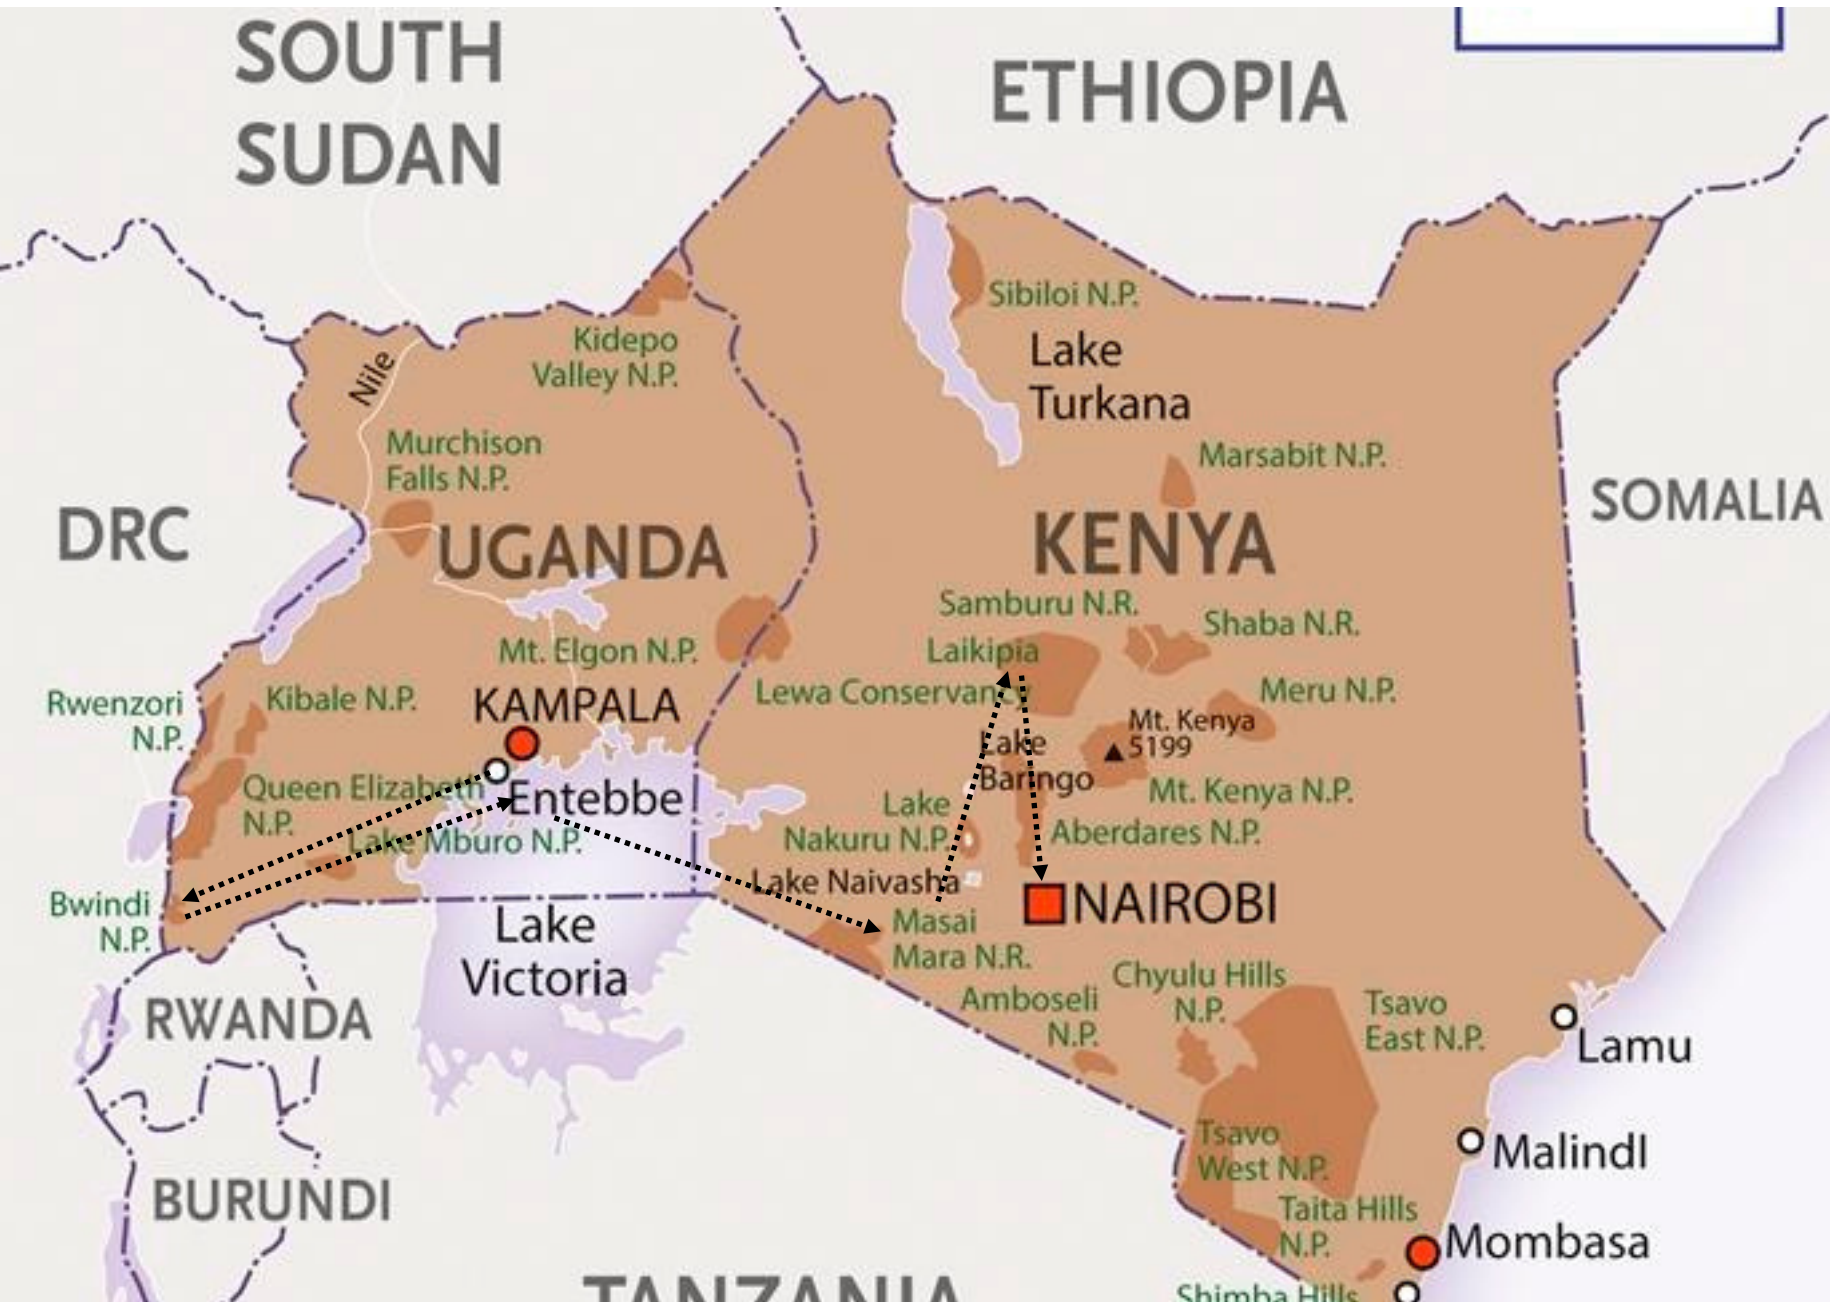 SOUTH
SUDAN
ETHIOPIA
Sibiloi N.P.
Kidepo
Valley N.P.
Lake
Turkana
Nile
Murchison
Falls N.P.
Marsabit N.P.
DRC
UGANDA
KENYA
SOMALIA
Samburu N.R.
Shaba N.R.
Mt. Elgon N.P.
Laikipia
Rwenzori
N.P.
Kibale N.P.
KAMPALA
Lewa Conservancy
Meru N.P.
Mt. Kenya
5199
Lake
Baringo
Queen Elizabeth
N.P.
Entebbe
Mt. Kenya N.P.
Lake
Nakuru N.P.
Lake Mburo N.P.
Aberdares N.P.
Lake Naivasha
NAIROBI
Bwindi
N.P.
Lake
Victoria
Masai
Mara N.R.
RWANDA
Amboseli
N.P.
Chyulu Hills
N.P.
Tsavo
East N.P.
Lamu
Tsavo
West N.P.
MalindI
BURUNDI
Taita Hills
N.P.
Mombasa
TANZANIA
Shimba Hills